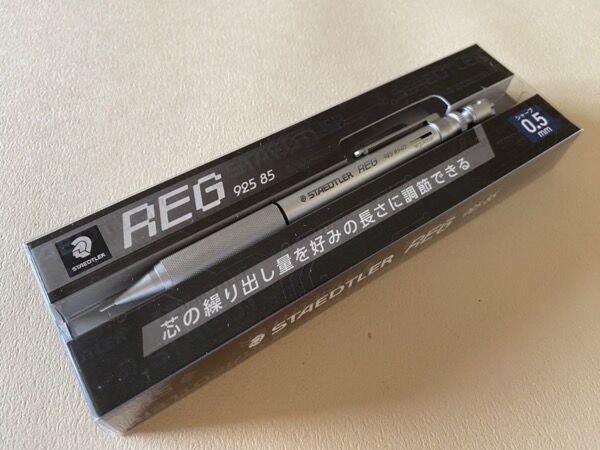 REG
925 85
STAEDTLER
STAEDTLER REG
シャープ
0.5
mm
芯の繰り出し量を好みの長さに調節できる
STAEDTLER REG